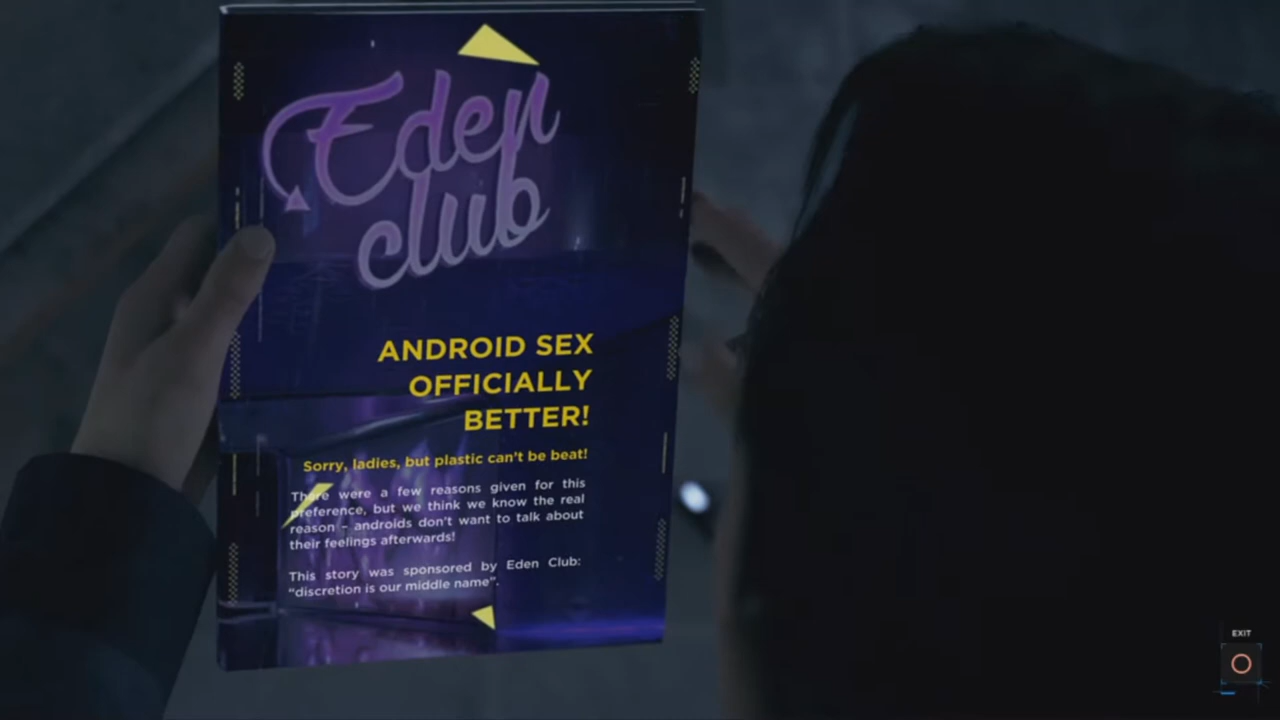 Eden
club
ANDROID SEX
OFFICIALLY
BETTER!
Sorry, ladies, but plastic can't be beat!
There were a few reasons given for this
preference, but we think we know the real
reason – androids don't want to talk about
their feelings afterwards!
This story was sponsored by Eden Club:
"discretion is our middle name".
EXIT